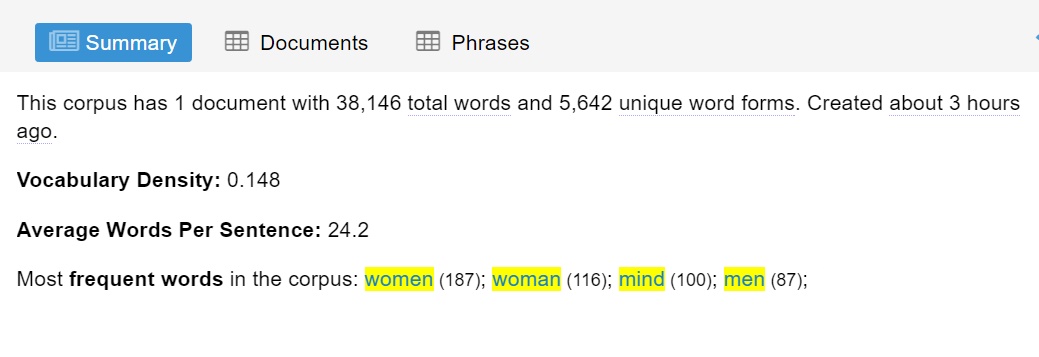 Summary Documents Phrases
This corpus has 1 document with 38,146 total words and 5,642 unique word forms. Created about 3 hours
ago.
Vocabulary Density: 0.148
Average Words Per Sentence: 24.2
Most frequent words in the corpus: women (187); woman (116); mind (100); men (87);